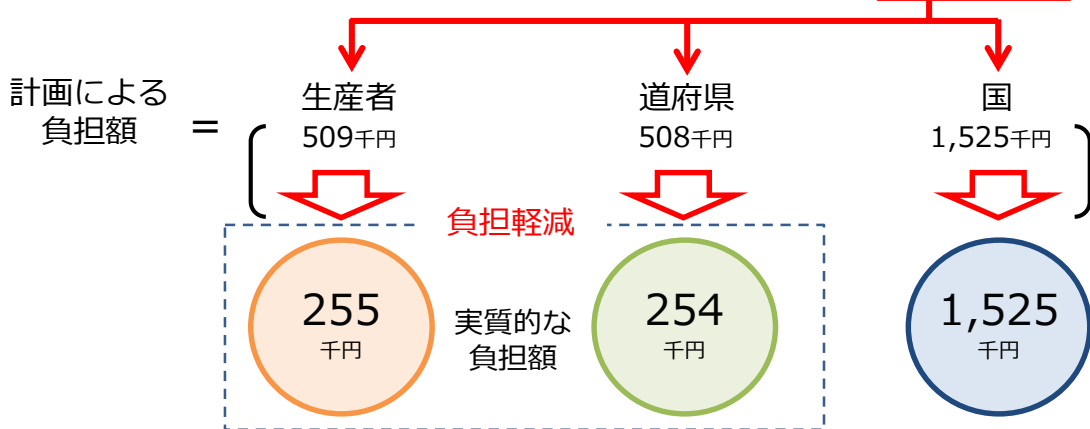 計画による
負担額
=
生産者
509千円
道府県
508千円
国
1,525千円
負担軽減
255
千円
実質的な
負担額
254
千円
1,525
千円